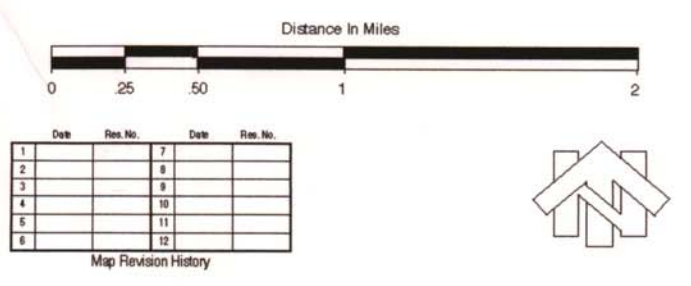 Distance In Miles
0 .25 .50 1 2
Date Res. No. Date Res. No.
1 7
2 8
3 9
4 10
5 11
6 12
Map Revision History